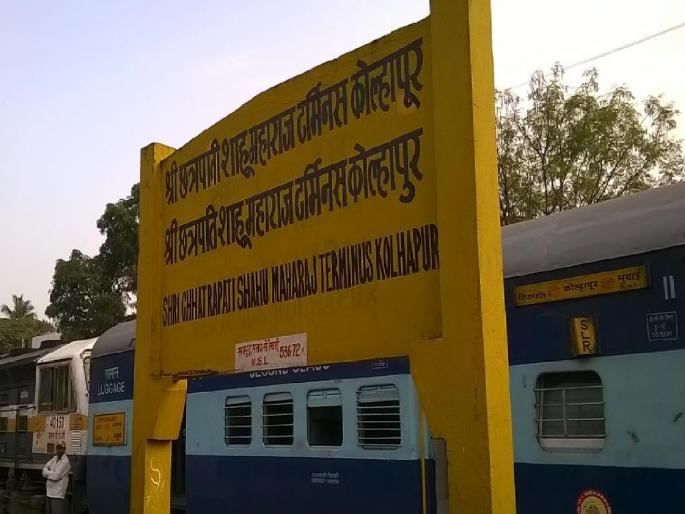 श्री छत्रपती शाहू महाराज टर्मिनस कोल्हापूर
श्री छत्रपति शाहू महाराज टर्मिनस कोल्हापुर
SHRI CHHATRAPATI SHAHU MAHARAJ TERMINUS KOLHAPUR
M.S.L.
SECOND CLASS
सामान
LUGGAGE
कोल्हापूर
मुंबई
SLR